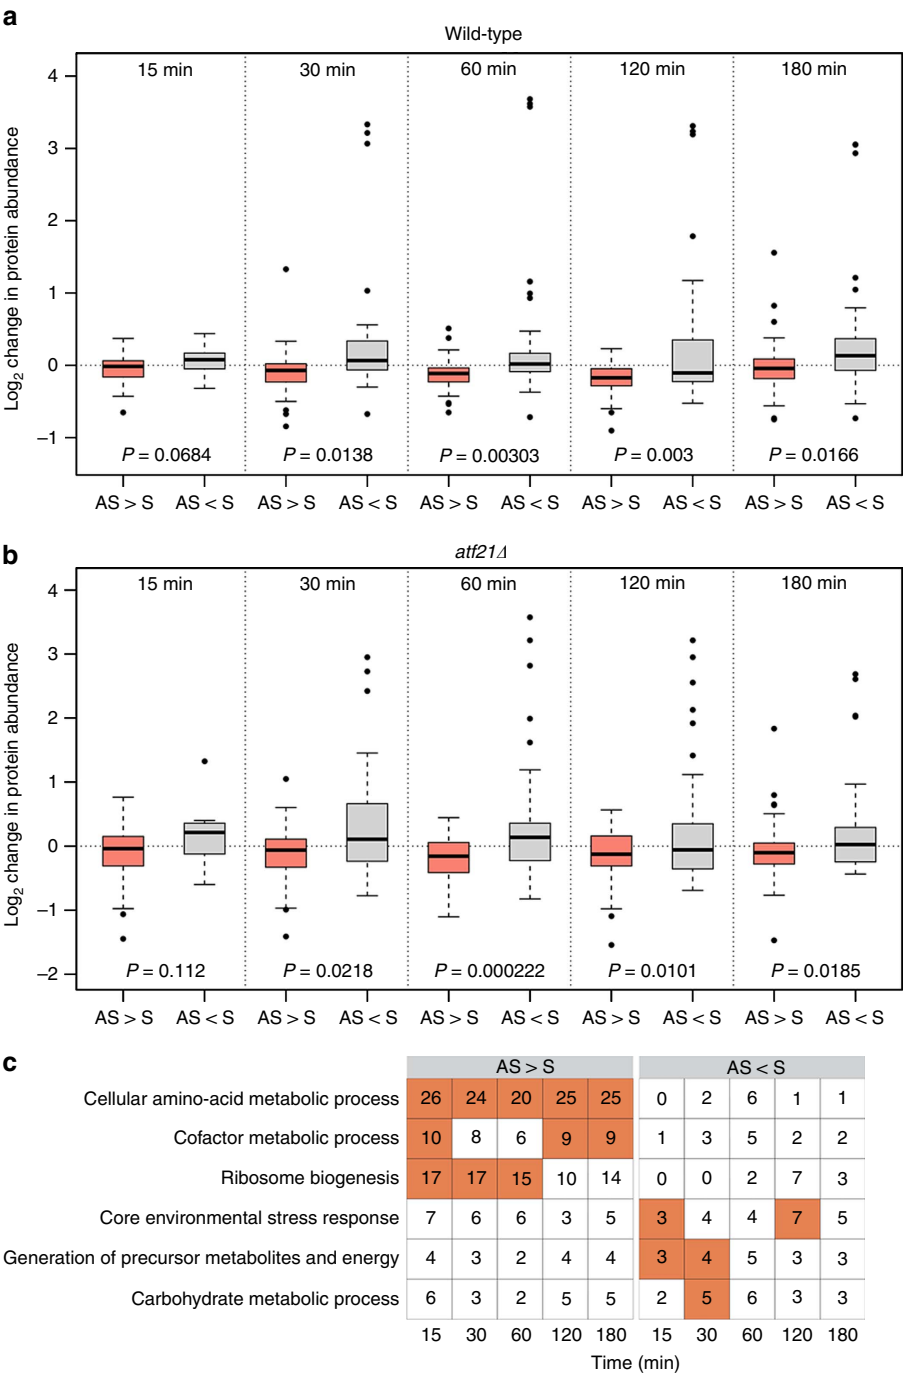 a
Wild-type
15 min 30 min 60 min 120 min 180 min
Log2 change in protein abundance
4
3
2
1
0
–1
P = 0.0684 P = 0.0138 P = 0.00303 P = 0.003 P = 0.0166
AS > S AS < S AS > S AS < S AS > S AS < S AS > S AS < S AS > S AS < S
b
atf21Δ
15 min 30 min 60 min 120 min 180 min
Log2 change in protein abundance
4
3
2
1
0
–1
–2
P = 0.112 P = 0.0218 P = 0.000222 P = 0.0101 P = 0.0185
AS > S AS < S AS > S AS < S AS > S AS < S AS > S AS < S AS > S AS < S
c
AS > S AS < S
Cellular amino-acid metabolic process 26 24 20 25 25 0 2 6 1 1
Cofactor metabolic process 10 8 6 9 9 1 3 5 2 2
Ribosome biogenesis 17 17 15 10 14 0 0 2 7 3
Core environmental stress response 7 6 6 3 5 3 4 4 7 5
Generation of precursor metabolites and energy 4 3 2 4 4 3 4 5 3 3
Carbohydrate metabolic process 6 3 2 5 5 2 5 6 3 3
15 30 60 120 180 15 30 60 120 180
Time (min)